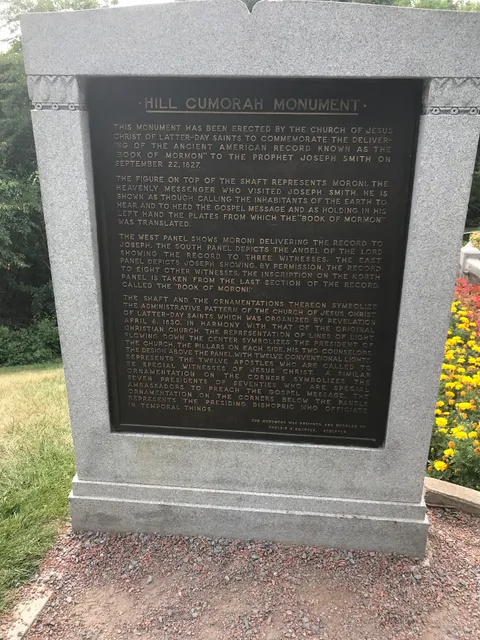 · HILL CUMORAH MONUMENT ·
THIS MONUMENT HAS BEEN ERECTED BY THE CHURCH OF JESUS
CHRIST OF LATTER-DAY SAINTS TO COMMEMORATE THE DELIVER-
ING OF THE ANCIENT AMERICAN RECORD KNOWN AS THE
"BOOK OF MORMON" TO THE PROPHET JOSEPH SMITH ON
SEPTEMBER 22, 1827.
THE FIGURE ON TOP OF THE SHAFT REPRESENTS MORONI, THE
HEAVENLY MESSENGER WHO VISITED JOSEPH SMITH. HE IS
SHOWN AS THOUGH CALLING THE INHABITANTS OF THE EARTH TO
HEAR AND TO HEED THE GOSPEL MESSAGE AND AS HOLDING IN HIS
LEFT HAND THE PLATES FROM WHICH THE "BOOK OF MORMON"
WAS TRANSLATED.
THE WEST PANEL SHOWS MORONI DELIVERING THE RECORD TO
JOSEPH. THE SOUTH PANEL DEPICTS THE ANGEL OF THE LORD
SHOWING THE RECORD TO THREE WITNESSES. THE EAST
PANEL DEPICTS JOSEPH SHOWING, BY PERMISSION, THE RECORD
TO EIGHT OTHER WITNESSES. THE INSCRIPTION ON THE NORTH
PANEL IS TAKEN FROM THE LAST SECTION OF THE RECORD
CALLED THE "BOOK OF MORONI."
THE SHAFT AND THE ORNAMENTATIONS THEREON SYMBOLIZE
THE ADMINISTRATIVE PATTERN OF THE CHURCH OF JESUS CHRIST
OF LATTER-DAY SAINTS WHICH WAS ORGANIZED BY REVELATION
APRIL 6, 1830, IN HARMONY WITH THAT OF THE ORIGINAL
CHRISTIAN CHURCH. THE REPRESENTATION OF LINES OF LIGHT
FLOWING DOWN THE CENTER SYMBOLIZES THE PRESIDENT OF
THE CHURCH, THE PILLARS ON EACH SIDE, HIS TWO COUNSELORS.
THE DESIGN ABOVE THE PANEL WITH TWELVE CONVENTIONAL LIGHTS
REPRESENTS THE TWELVE APOSTLES WHO ARE CALLED TO
BE SPECIAL WITNESSES OF JESUS CHRIST. A SIMILAR
ORNAMENTATION ON THE CORNERS SYMBOLIZES THE
SEVEN PRESIDENTS OF SEVENTIES WHO ARE SPECIAL
AMBASSADORS TO PREACH THE GOSPEL MESSAGE. THE
ORNAMENTATION ON THE CORNERS BELOW THE PANELS
REPRESENTS THE PRESIDING BISHOPRIC WHO OFFICIATE
IN TEMPORAL THINGS.
THE MONUMENT WAS DESIGNED AND MODELED BY
SCULPTOR